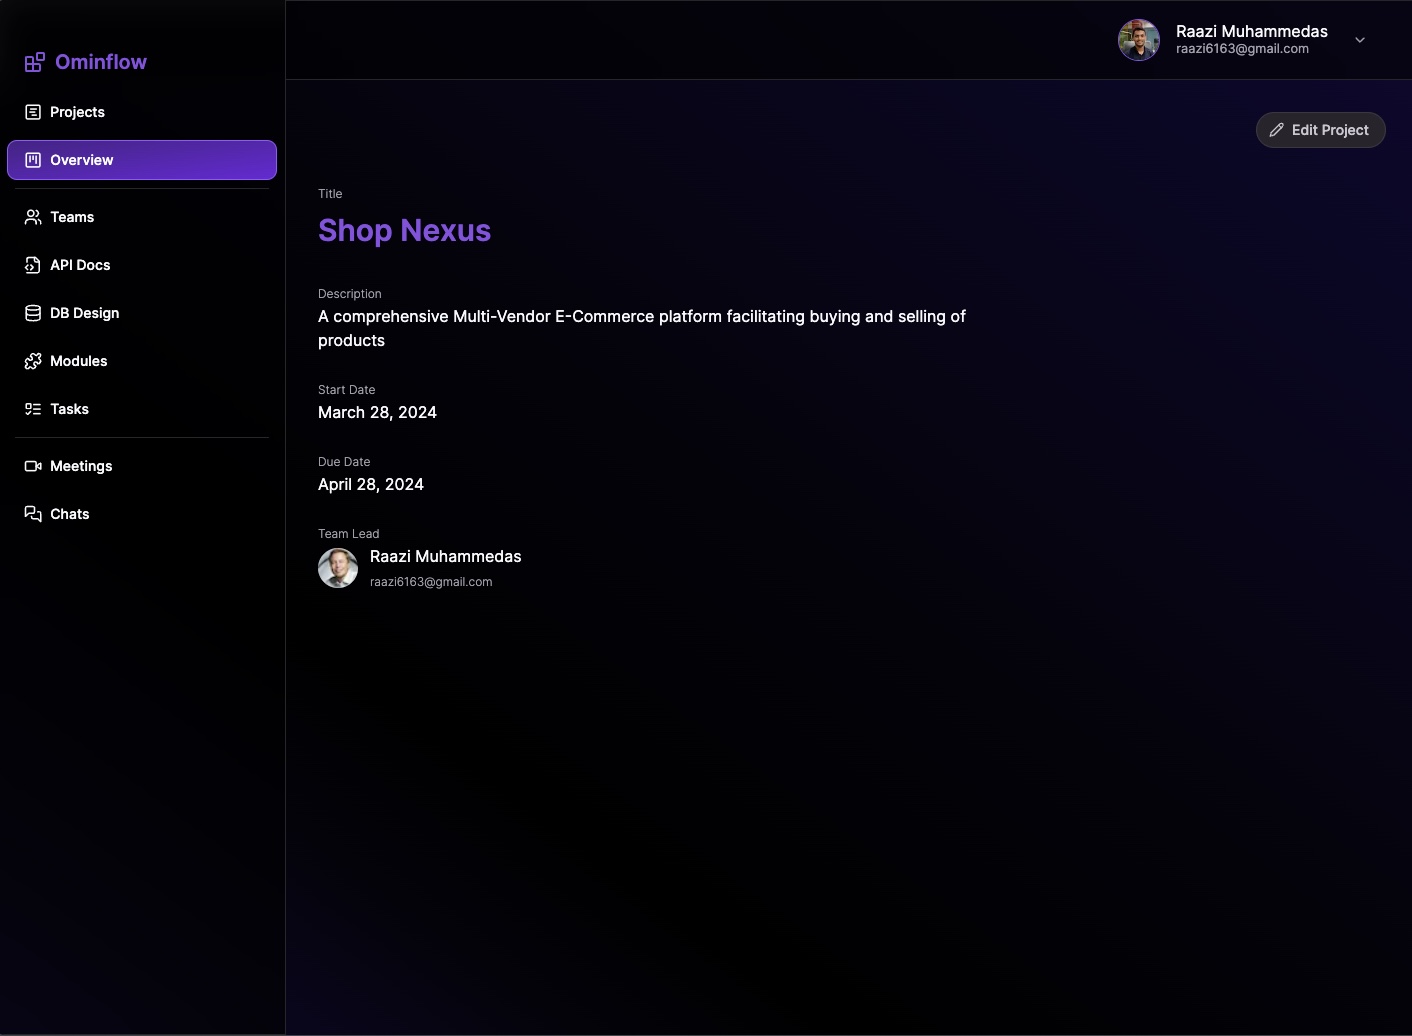 Ominflow
Projects
Overview
Teams
API Docs
DB Design
Modules
Tasks
Meetings
Chats
Raazi Muhammedas
raazi6163@gmail.com
Edit Project
Title
Shop Nexus
Description
A comprehensive Multi-Vendor E-Commerce platform facilitating buying and selling of
products
Start Date
March 28, 2024
Due Date
April 28, 2024
Team Lead
Raazi Muhammedas
raazi6163@gmail.com